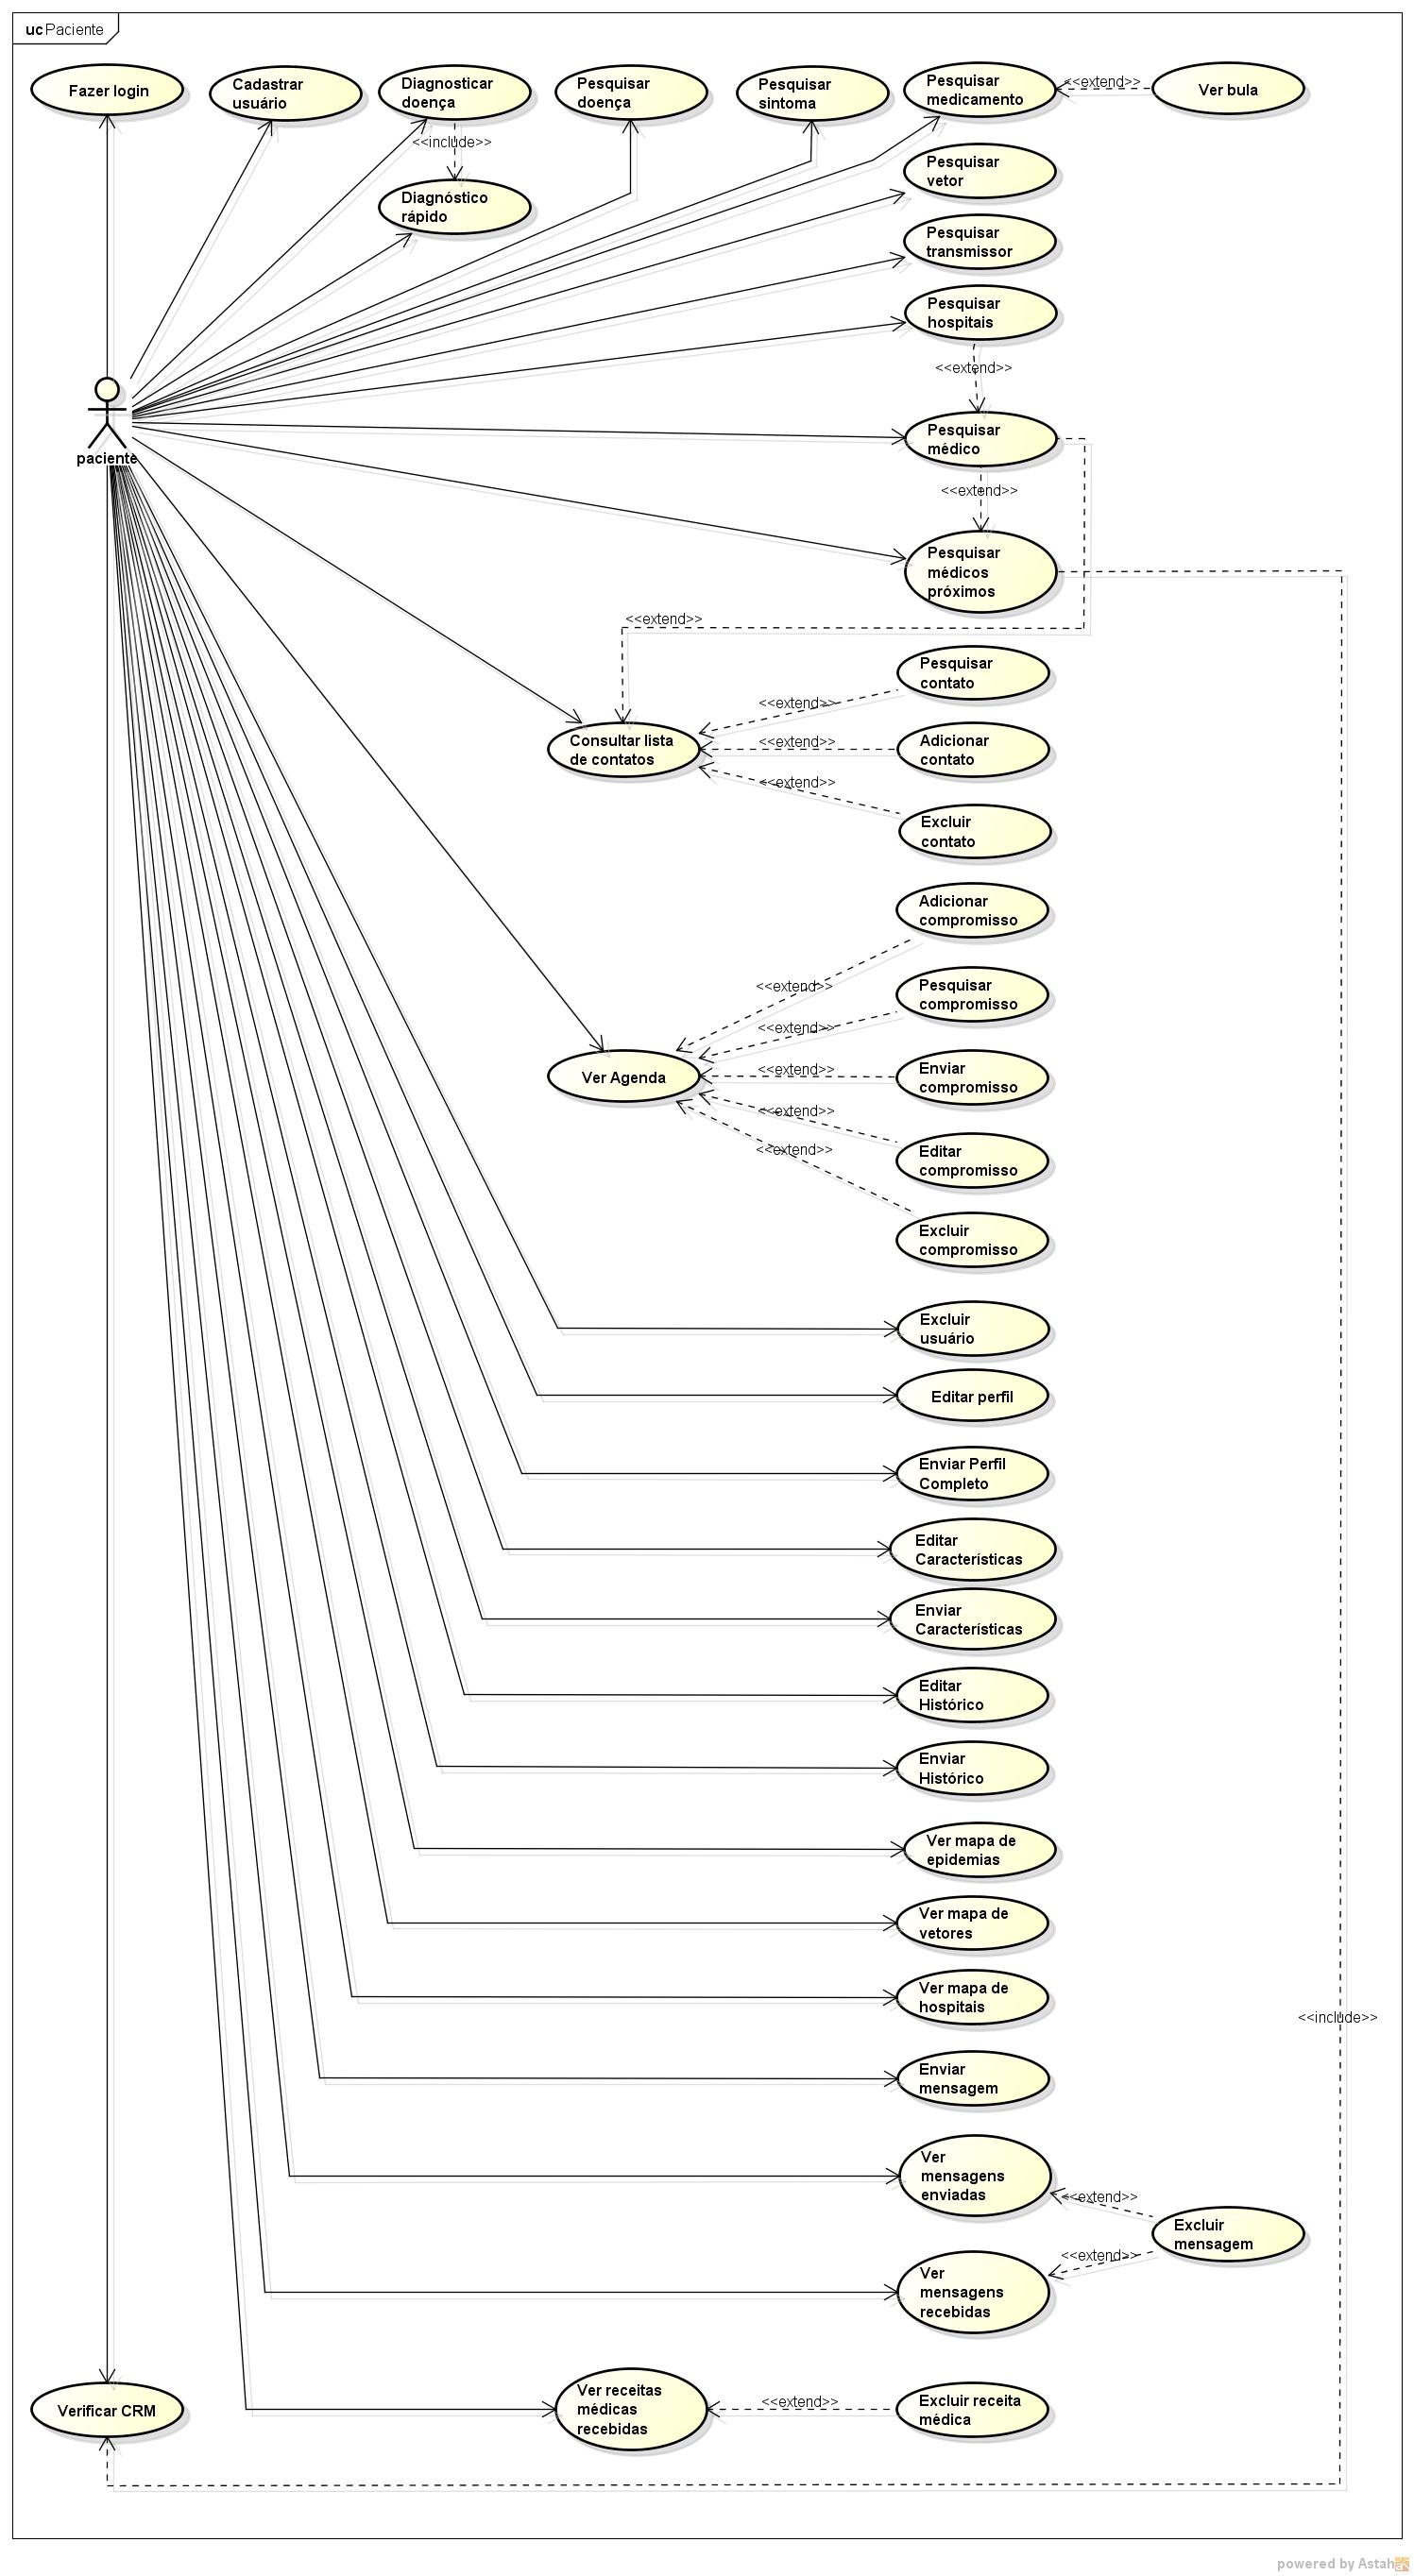 uc Paciente
Fazer login
Cadastrar
usuário
Diagnosticar
doença
Pesquisar
doença
Pesquisar
sintoma
Pesquisar
medicamento
<<extend>>
Ver bula
<<include>>
Diagnóstico
rápido
Pesquisar
vetor
Pesquisar
transmissor
Pesquisar
hospitais
<<extend>>
paciente
Pesquisar
médico
<<extend>>
Pesquisar
médicos
próximos
<<extend>>
Pesquisar
contato
<<extend>>
Consultar lista
de contatos
<<extend>>
Adicionar
contato
<<extend>>
Excluir
contato
Adicionar
compromisso
<<extend>>
Pesquisar
compromisso
<<extend>>
Ver Agenda
<<extend>>
Enviar
compromisso
<<extend>>
Editar
compromisso
<<extend>>
Excluir
compromisso
Excluir
usuário
Editar perfil
Enviar Perfil
Completo
Editar
Características
Enviar
Características
Editar
Histórico
Enviar
Histórico
Ver mapa de
epidemias
Ver mapa de
vetores
Ver mapa de
hospitais
<<include>>
Enviar
mensagem
Ver
mensagens
enviadas
<<extend>>
Excluir
mensagem
<<extend>>
Ver
mensagens
recebidas
Verificar CRM
Ver receitas
médicas
recebidas
<<extend>>
Excluir receita
médica
powered by Astah